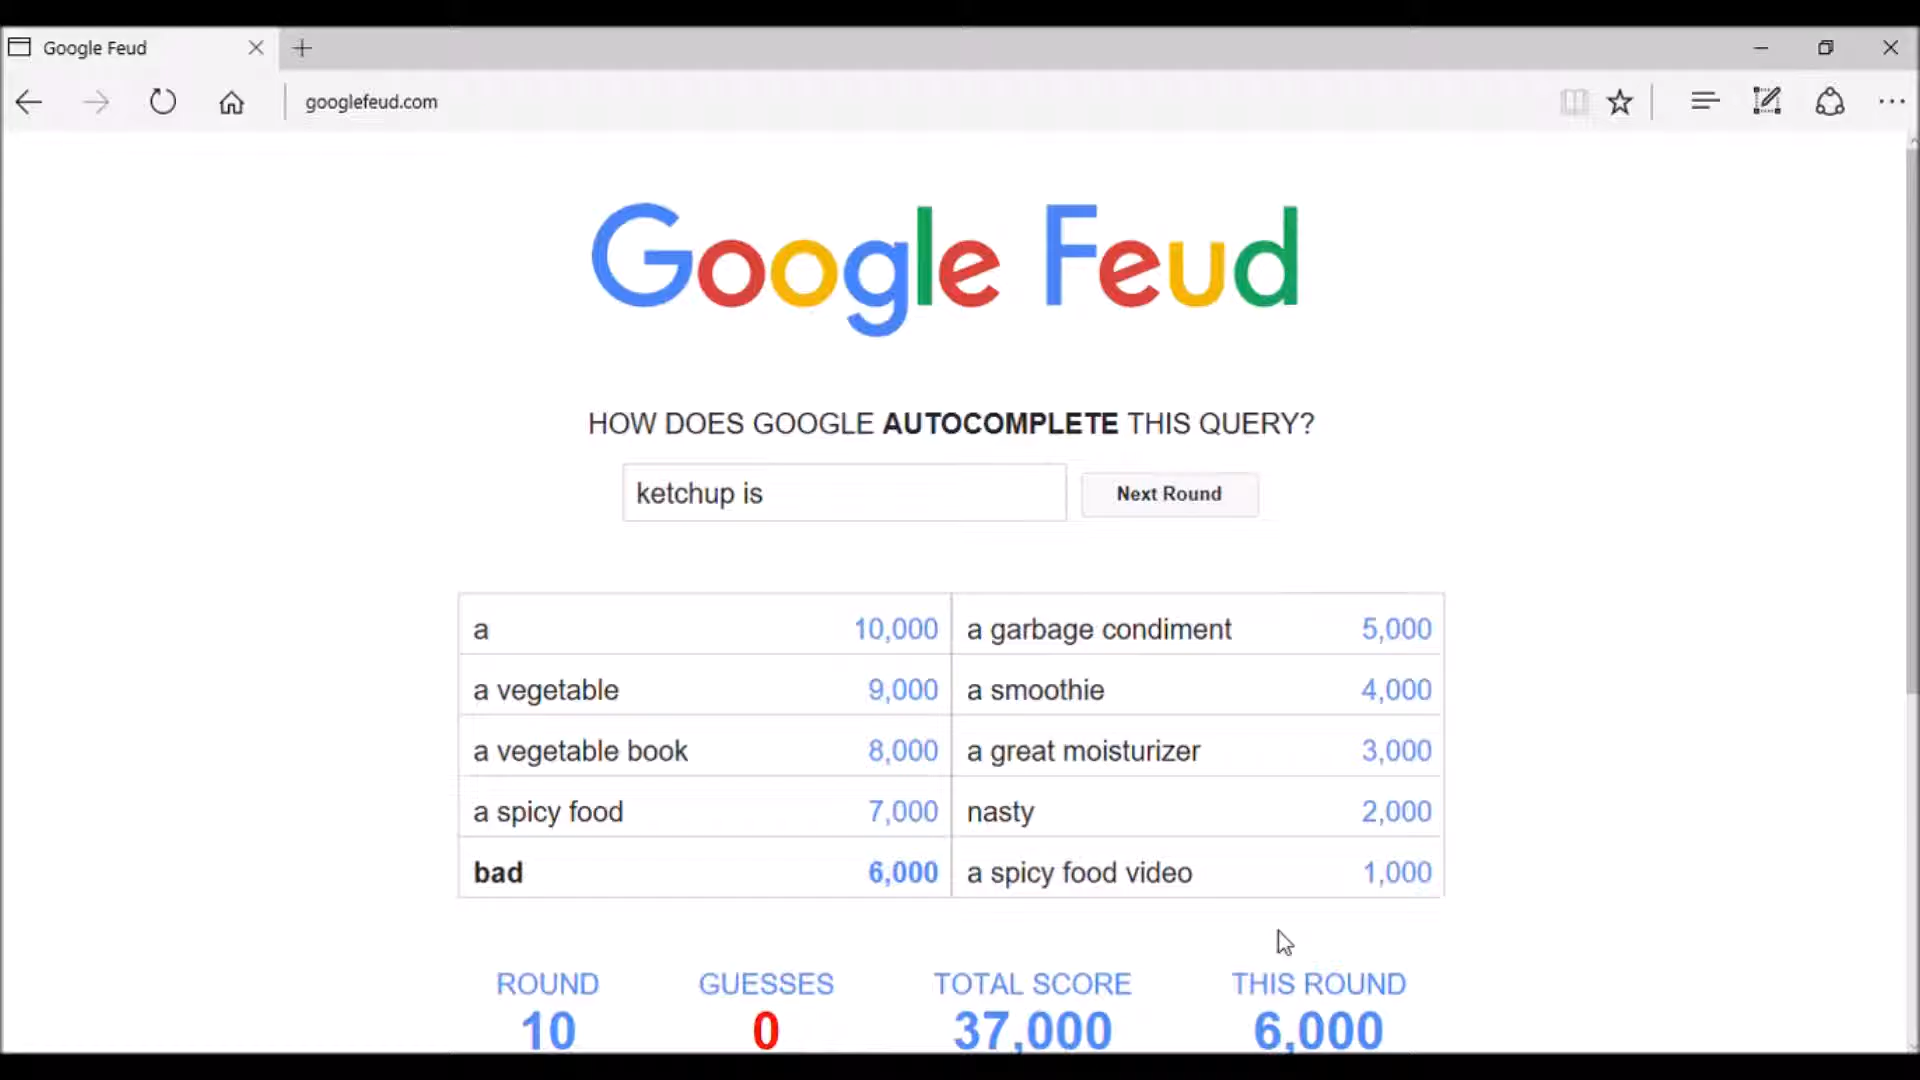 Google Feud
googlefeud.com
Google Feud
HOW DOES GOOGLE AUTOCOMPLETE THIS QUERY?
ketchup is
Next Round
a 10,000
a garbage condiment 5,000
a vegetable 9,000
a smoothie 4,000
a vegetable book 8,000
a great moisturizer 3,000
a spicy food 7,000
nasty 2,000
bad 6,000
a spicy food video 1,000
ROUND GUESSES TOTAL SCORE THIS ROUND
10 0 37,000 6,000